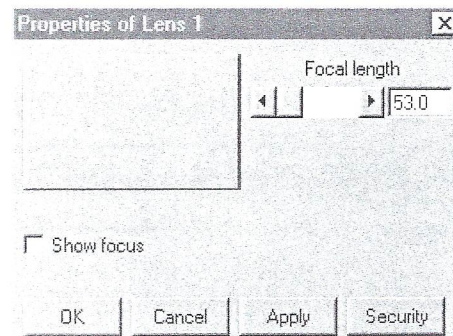 Properties of Lens 1
Focal length
53.0
Show focus
OK
Cancel
Apply
Security